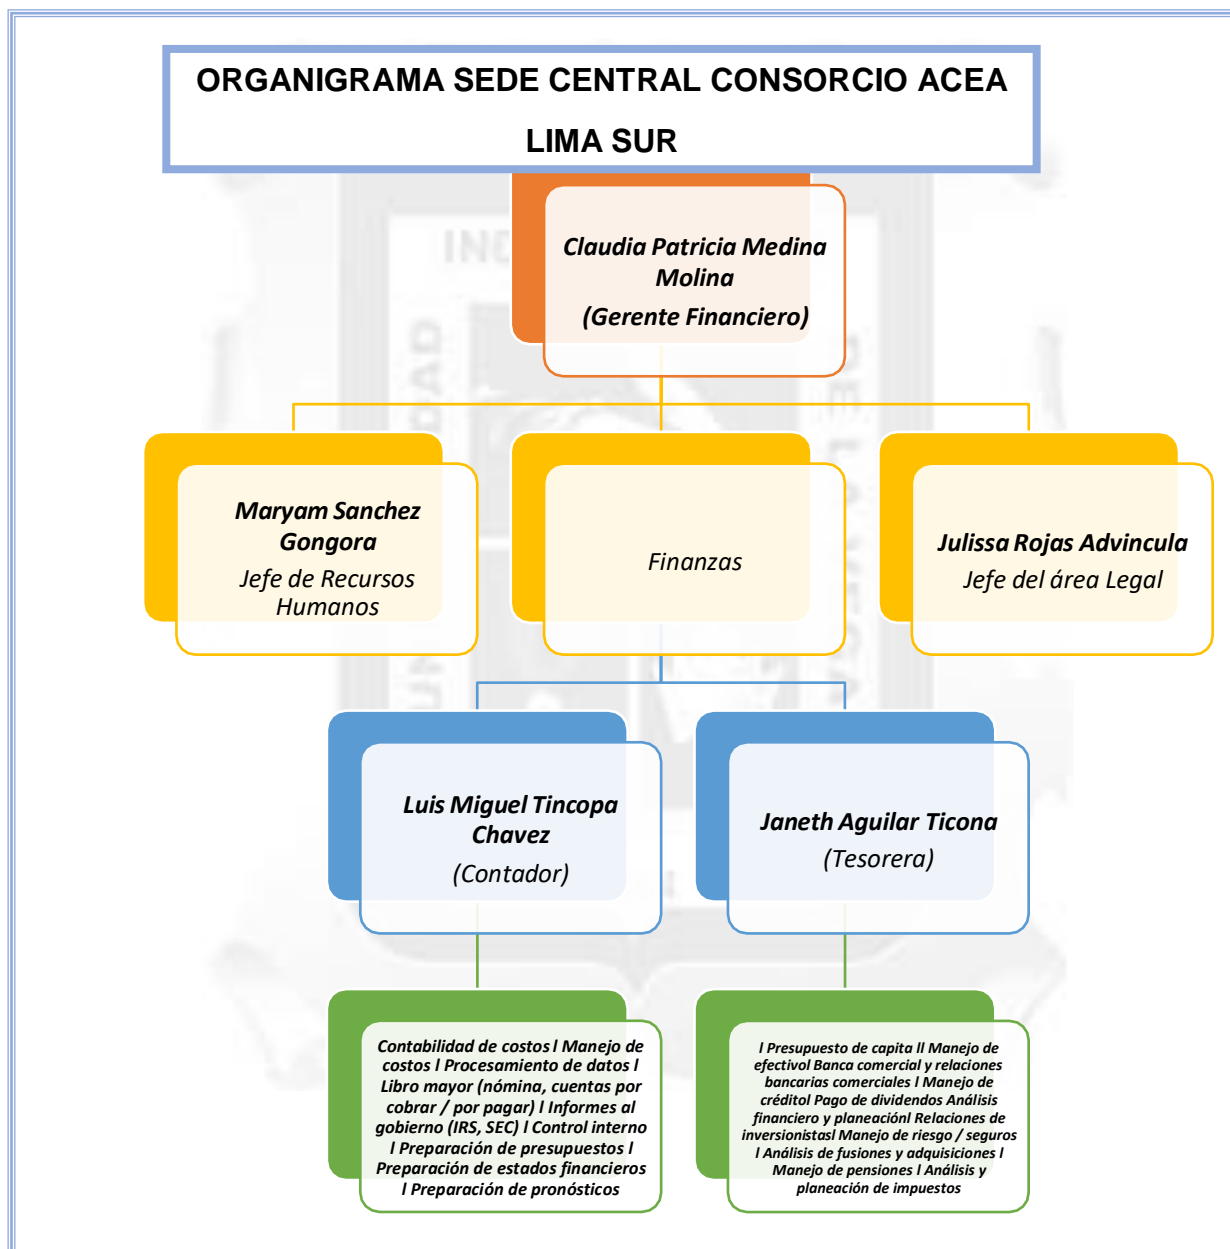 ORGANIGRAMA SEDE CENTRAL CONSORCIO ACEA
LIMA SUR
Claudia Patricia Medina
Molina
(Gerente Financiero)
Maryam Sanchez
Gongora
Jefe de Recursos
Humanos
Finanzas
Julissa Rojas Advincula
Jefe del área Legal
Luis Miguel Tincopa
Chavez
(Contador)
Janeth Aguilar Ticona
(Tesorera)
Contabilidad de costos l Manejo de
costos l Procesamiento de datos l
Libro mayor (nómina, cuentas por
cobrar / por pagar) l Informes al
gobierno (IRS, SEC) l Control interno
l Preparación de presupuestos l
Preparación de estados financieros
l Preparación de pronósticos
l Presupuesto de capita ll Manejo de
efectivol Banca comercial y relaciones
bancarias comerciales l Manejo de
créditol Pago de dividendos Análisis
financiero y planeaciónl Relaciones de
inversionistasl Manejo de riesgo / seguros
l Análisis de fusiones y adquisiciones l
Manejo de pensiones l Análisis y
planeación de impuestos